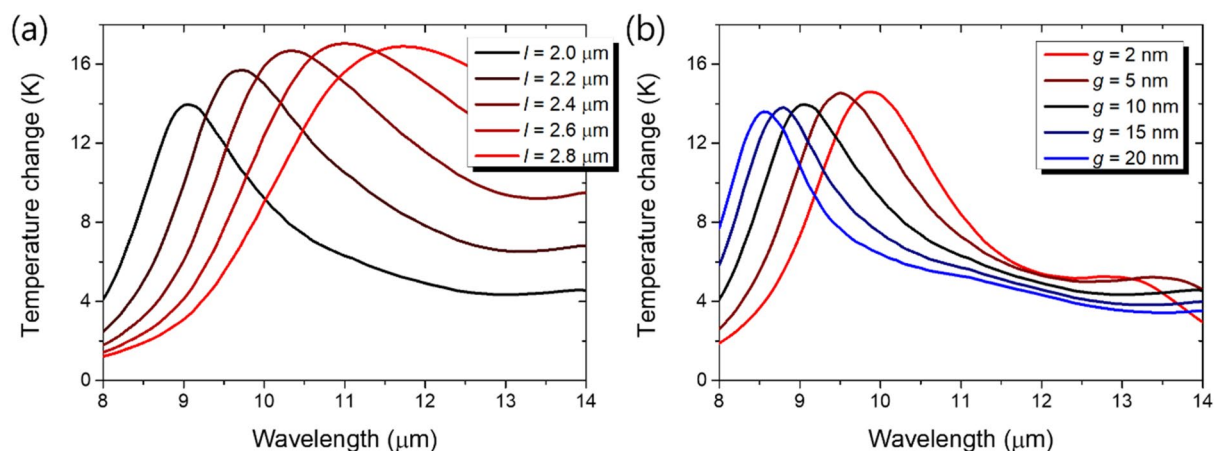 (a)
Temperature change (K)
16
12
8
4
0
l = 2.0 μm
l = 2.2 μm
l = 2.4 μm
l = 2.6 μm
l = 2.8 μm
8 9 10 11 12 13 14
Wavelength (μm)
(b)
Temperature change (K)
16
12
8
4
0
g = 2 nm
g = 5 nm
g = 10 nm
g = 15 nm
g = 20 nm
8 9 10 11 12 13 14
Wavelength (μm)